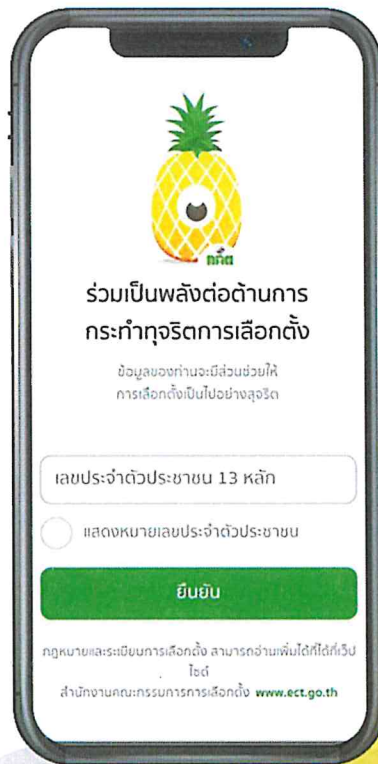 กกต
ร่วมเป็นพลังต่อต้านการ
กระทำทุจริตการเลือกตั้ง
ข้อมูลของท่านจะมีส่วนช่วยให้
การเลือกตั้งเป็นไปอย่างสุจริต
เลขประจำตัวประชาชน 13 หลัก
แสดงหมายเลขประจำตัวประชาชน
ยืนยัน
กฎหมายและระเบียบการเลือกตั้ง สามารถอ่านเพิ่มได้ที่ได้ที่เว็ป
ไซต์
สำนักงานคณะกรรมการการเลือกตั้ง www.ect.go.th